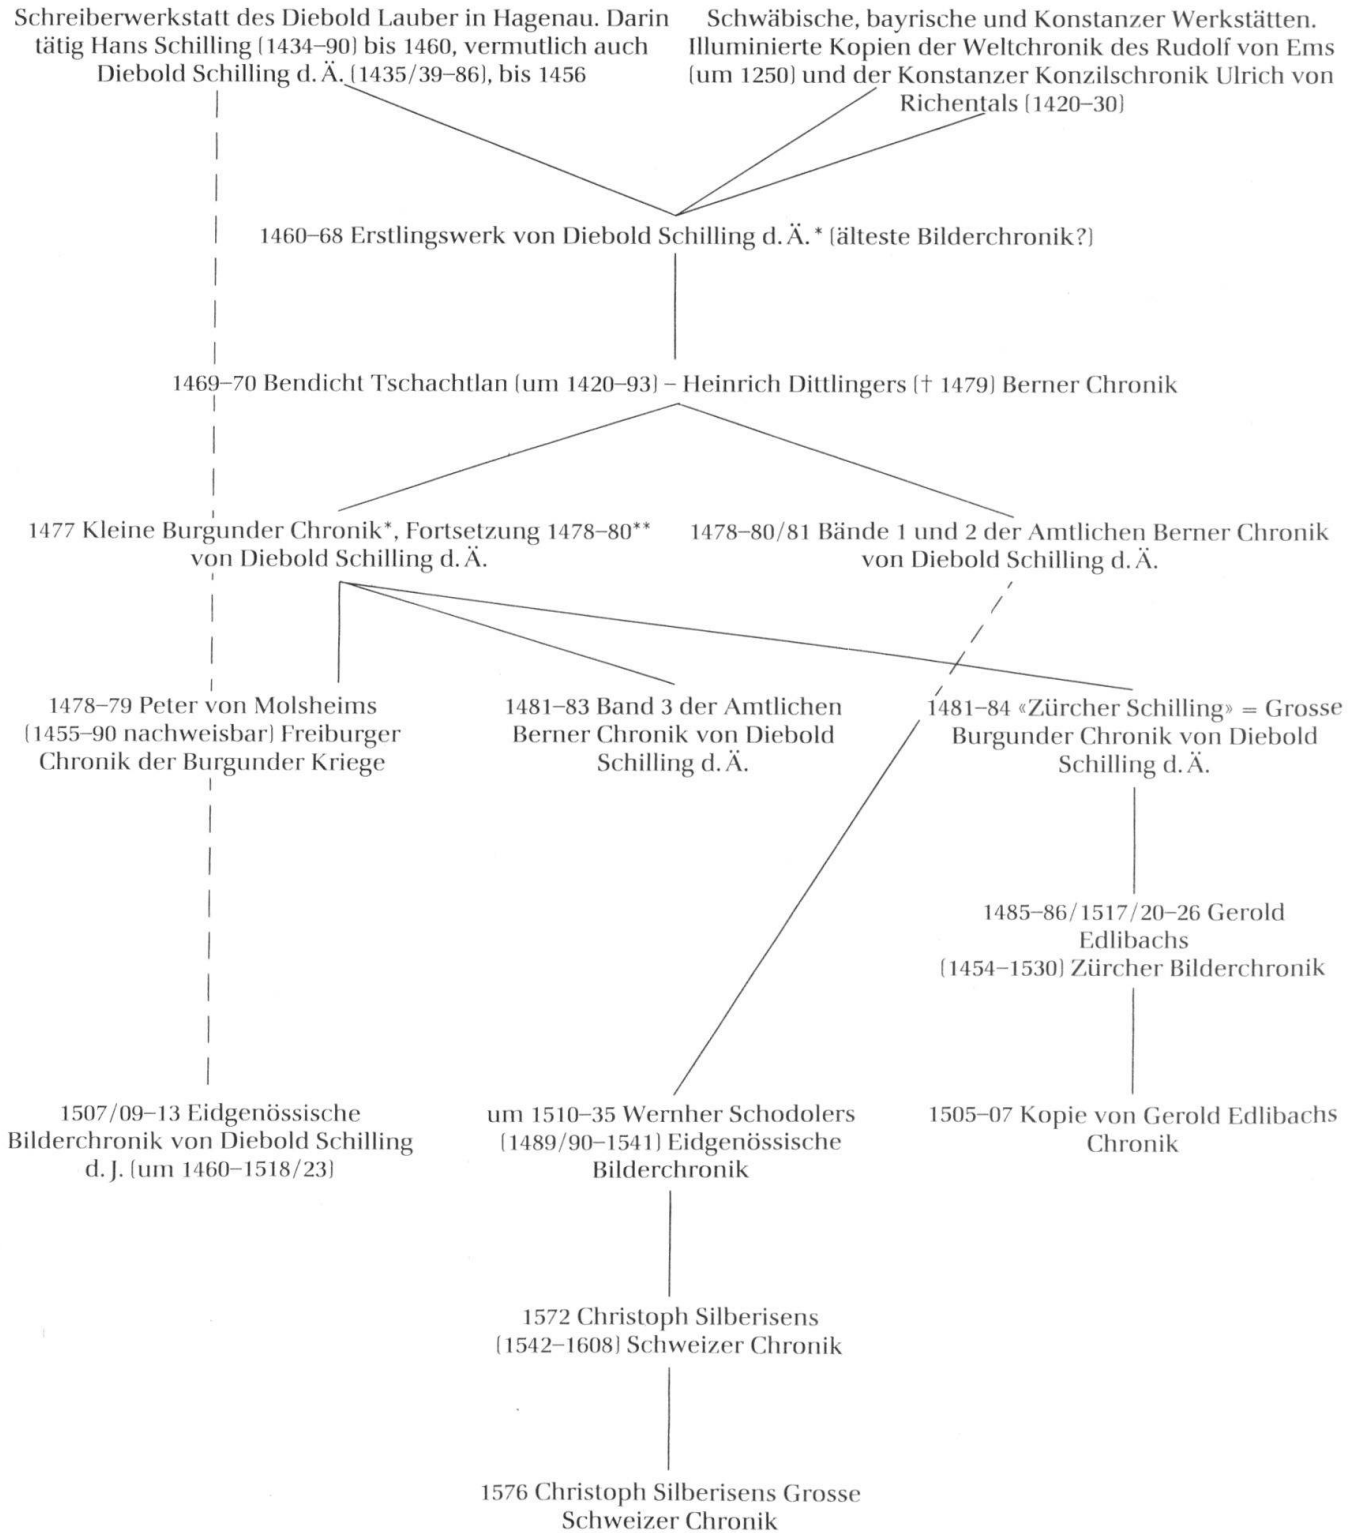 Schreiberwerkstatt des Diebold Lauber in Hagenau. Darin
tätig Hans Schilling (1434–90) bis 1460, vermutlich auch
Diebold Schilling d. Ä. (1435/39–86), bis 1456
Schwäbische, bayrische und Konstanzer Werkstätten.
Illuminierte Kopien der Weltchronik des Rudolf von Ems
(um 1250) und der Konstanzer Konzilschronik Ulrich von
Richentals (1420–30)
1460–68 Erstlingswerk von Diebold Schilling d. Ä. * (älteste Bilderchronik?)
1469–70 Bendicht Tschachtlan (um 1420–93) – Heinrich Dittlingers († 1479) Berner Chronik
1477 Kleine Burgunder Chronik*, Fortsetzung 1478–80**
von Diebold Schilling d. Ä.
1478–80/81 Bände 1 und 2 der Amtlichen Berner Chronik
von Diebold Schilling d. Ä.
1478–79 Peter von Molsheims
(1455–90 nachweisbar) Freiburger
Chronik der Burgunder Kriege
1481–83 Band 3 der Amtlichen
Berner Chronik von Diebold
Schilling d. Ä.
1481–84 «Zürcher Schilling» = Grosse
Burgunder Chronik von Diebold
Schilling d. Ä.
1485–86/1517/20–26 Gerold
Edlibachs
(1454–1530) Zürcher Bilderchronik
1507/09–13 Eidgenössische
Bilderchronik von Diebold Schilling
d. J. (um 1460–1518/23)
um 1510–35 Wernher Schodolers
(1489/90–1541) Eidgenössische
Bilderchronik
1505–07 Kopie von Gerold Edlibachs
Chronik
1572 Christoph Silberisens
(1542–1608) Schweizer Chronik
1576 Christoph Silberisens Grosse
Schweizer Chronik